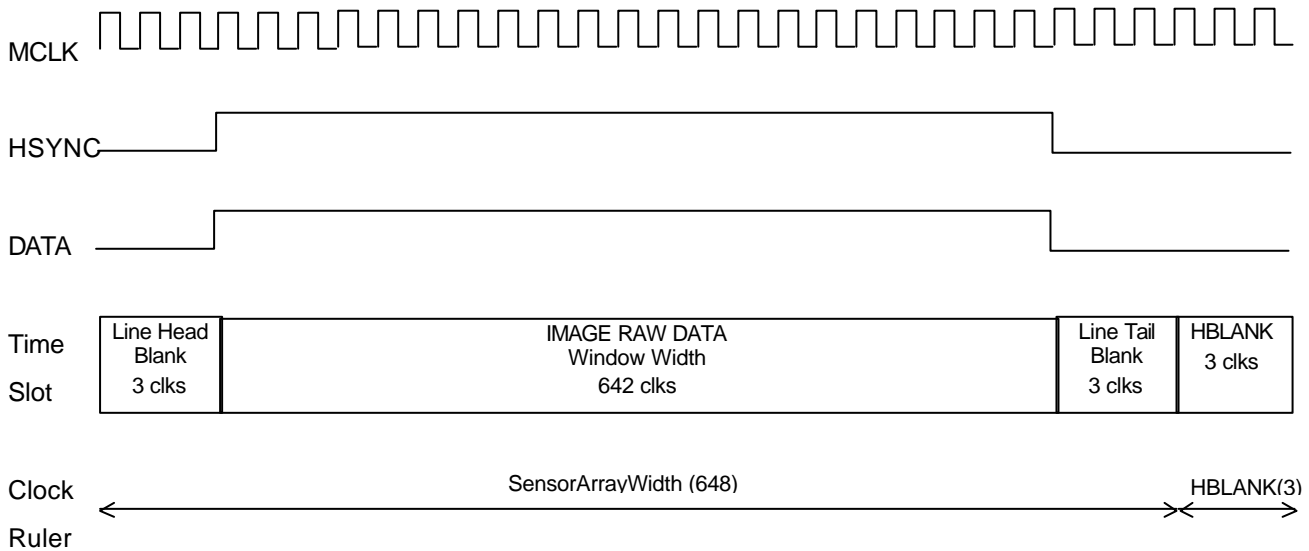 MCLK
HSYNC
DATA
Time
Slot
Line Head
Blank
3 clks
IMAGE RAW DATA
Window Width
642 clks
Line Tail
Blank
3 clks
HBLANK
3 clks
Clock
Ruler
SensorArrayWidth (648)
HBLANK(3)